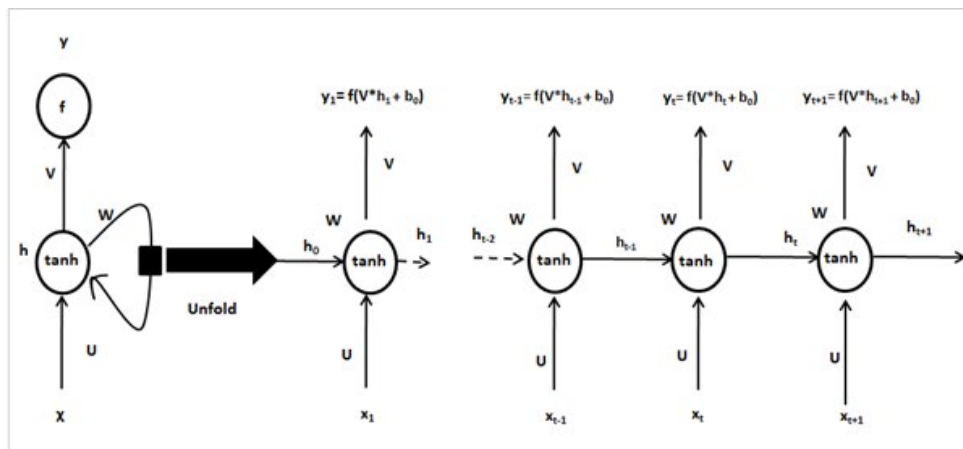 y
f
y₁= f(V*h₁ + b₀)
yₜ₋₁= f(V*hₜ₋₁ + b₀)
yₜ= f(V*hₜ + b₀)
yₜ₊₁= f(V*hₜ₊₁ + b₀)
V
V
V
V
V
W
W
W
W
W
h
tanh
h₀
tanh
h₁
hₜ₋₂
tanh
hₜ₋₁
tanh
hₜ
tanh
hₜ₊₁
Unfold
U
U
U
U
U
χ
x₁
xₜ₋₁
xₜ
xₜ₊₁